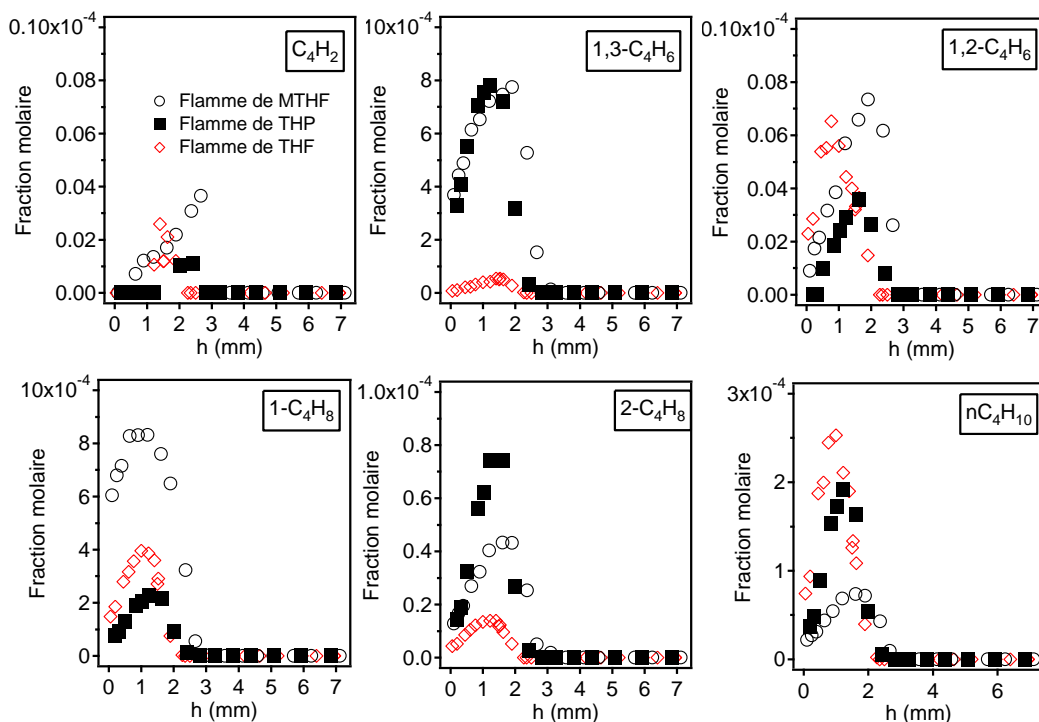 0.10x10-4
0.08
0.06
0.04
0.02
0.00
Fraction molaire
C4H2
Flamme de MTHF
Flamme de THP
Flamme de THF
0 1 2 3 4 5 6 7
h (mm)
10x10-4
8
6
4
2
0
Fraction molaire
1,3-C4H6
0 1 2 3 4 5 6 7
h (mm)
0.10x10-4
0.08
0.06
0.04
0.02
0.00
Fraction molaire
1,2-C4H6
0 1 2 3 4 5 6 7
h (mm)
10x10-4
8
6
4
2
0
Fraction molaire
1-C4H8
0 1 2 3 4 5 6 7
h (mm)
1.0x10-4
0.8
0.6
0.4
0.2
0.0
Fraction molaire
2-C4H8
0 1 2 3 4 5 6 7
h (mm)
3x10-4
2
1
0
Fraction molaire
nC4H10
0 2 4 6
h (mm)